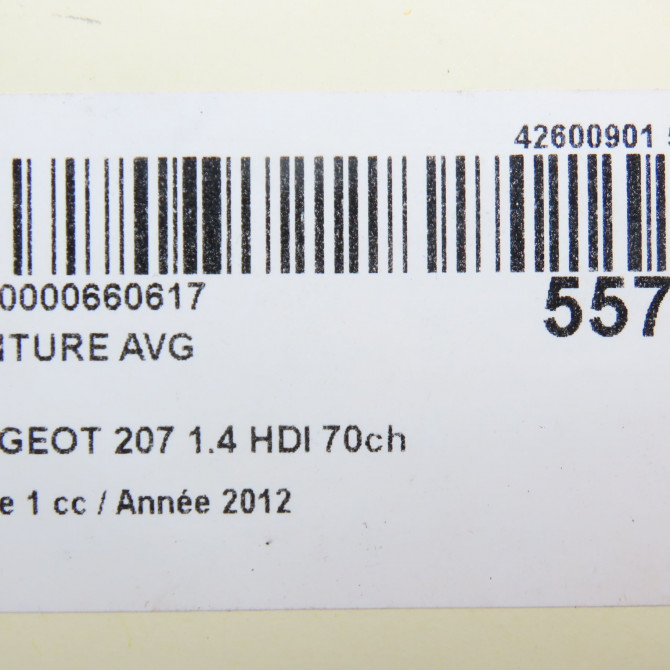 42600901
0000660617
557
ITURE AVG
GEOT 207 1.4 HDI 70ch
e 1 cc / Année 2012